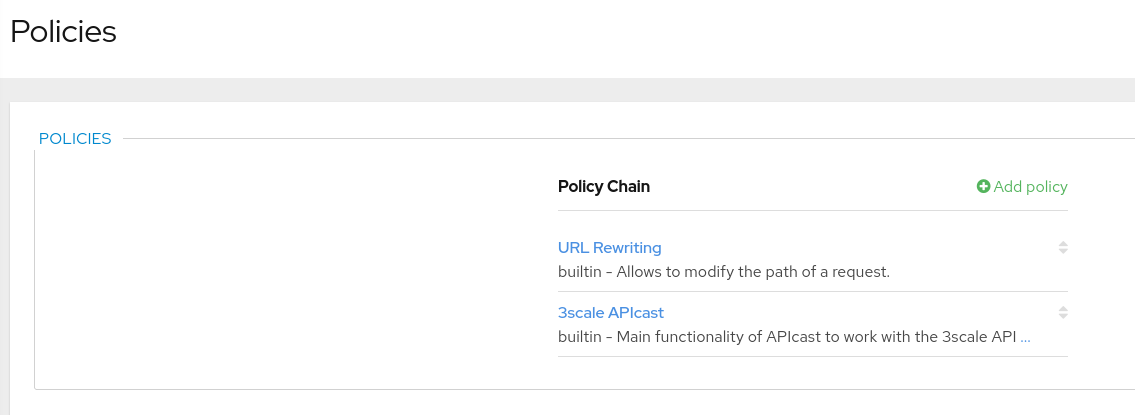 Policies
POLICIES
Policy Chain
Add policy
URL Rewriting
builtin - Allows to modify the path of a request.
3scale APIcast
builtin - Main functionality of APIcast to work with the 3scale API ...